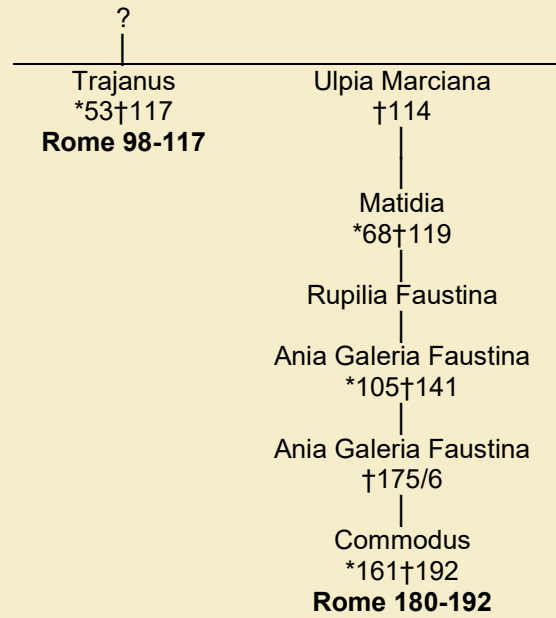 ?
Trajanus
*53†117
Rome 98-117
Ulpia Marciana
†114
Matidia
*68†119
Rupilia Faustina
Ania Galeria Faustina
*105†141
Ania Galeria Faustina
†175/6
Commodus
*161†192
Rome 180-192